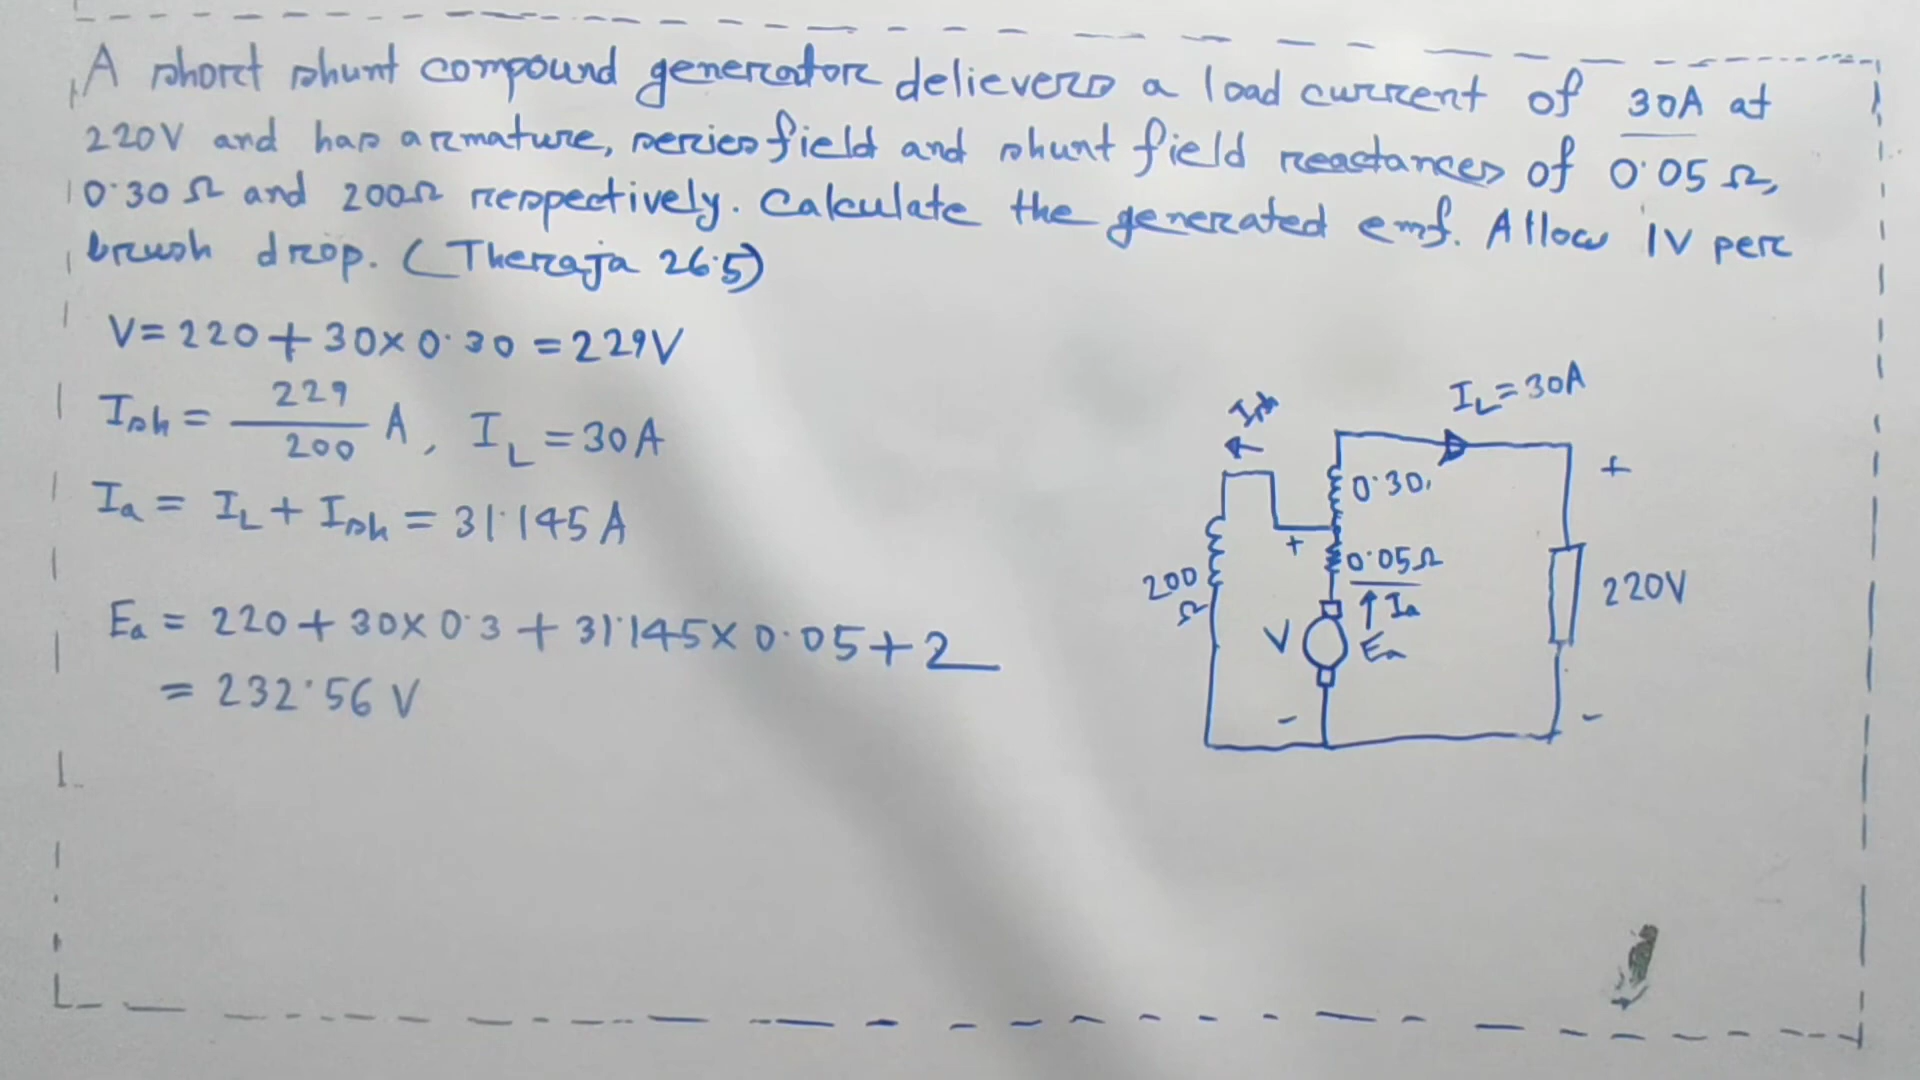 A short shunt compound generator delievers a load current of 30A at
220V and has armature, series field and shunt field reactances of 0.05 Ω,
0.30 Ω and 200Ω respectively. Calculate the generated emf. Allow 1V per
brush drop. (Theraja 26.5)
V = 220 + 30 × 0.30 = 229V
Ish = 229/200 A, IL = 30A
Ia = IL + Ish = 31.145 A
Ea = 220 + 30 × 0.3 + 31.145 × 0.05 + 2
= 232.56 V
Ish
IL = 30A
+
0.30
+
0.05Ω
200
Ω
Ia
V
Ea
220V
-
-